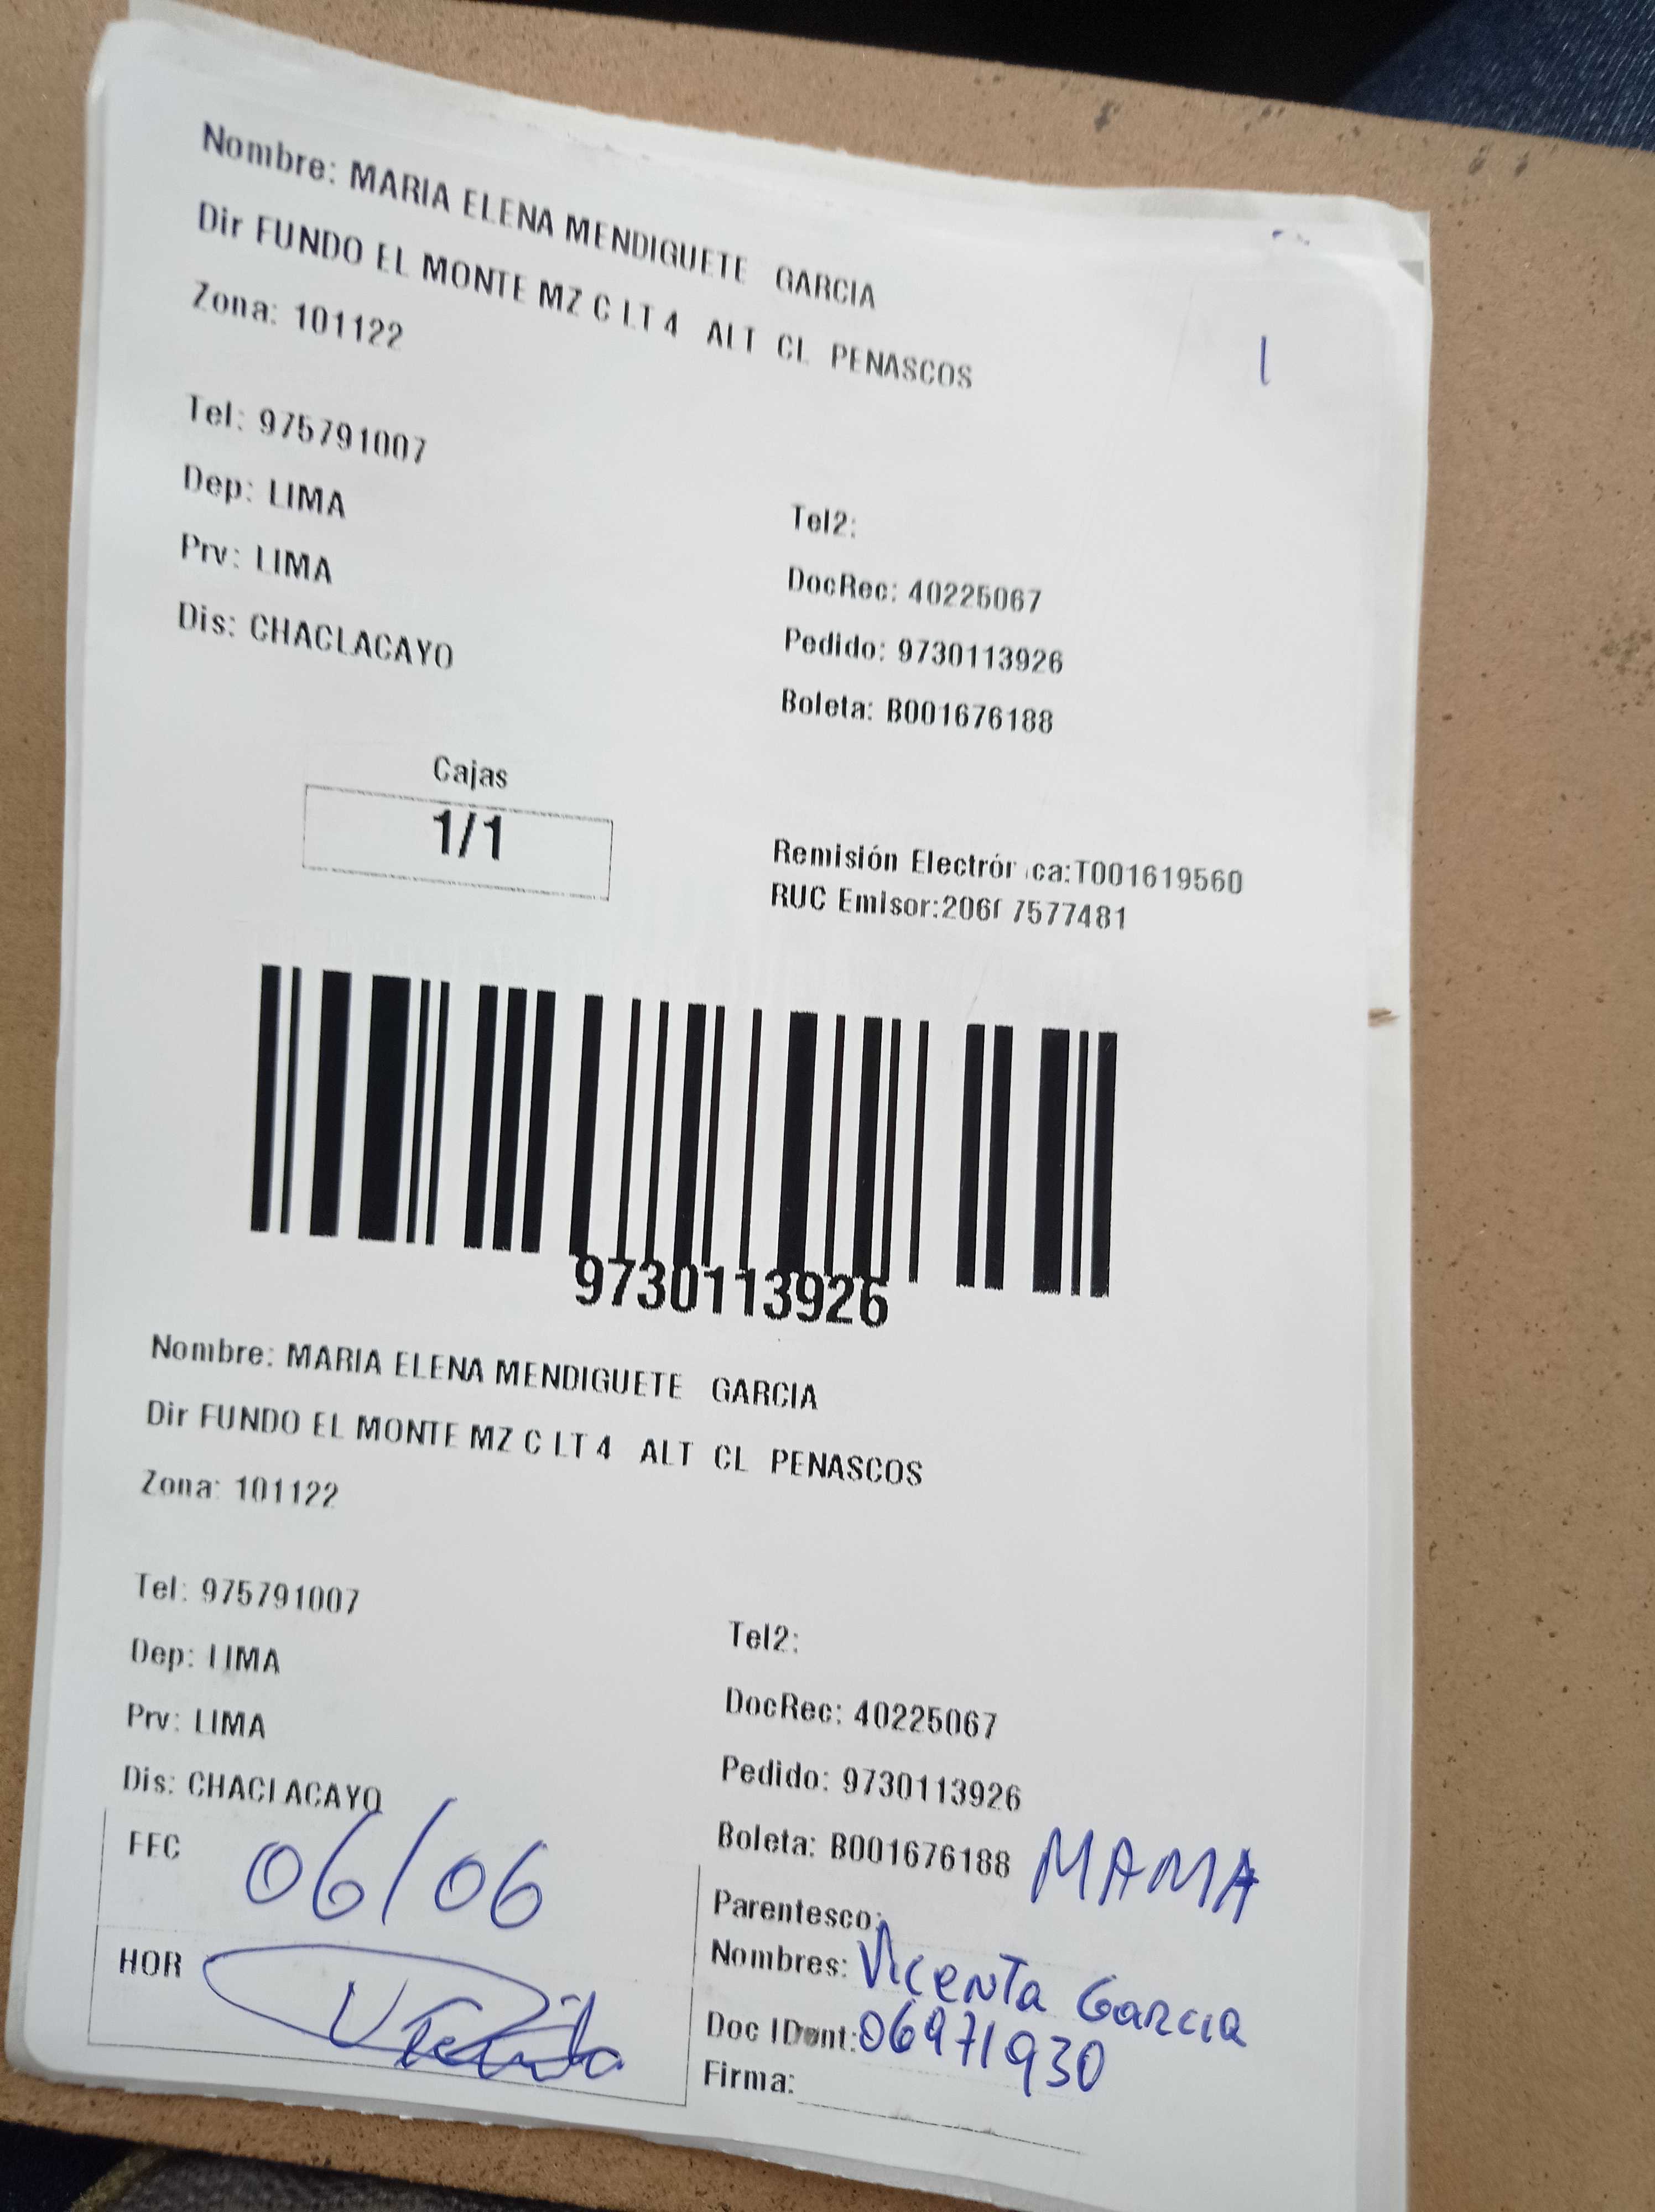 Nombre: MARIA ELENA MENDIGUETE GARCIA
Dir FUNDO EL MONTE MZ C LT 4 ALT CL PENASCOS
Zona: 101122
Tel: 975791007
Dep: LIMA
Tel2:
Prv: LIMA
DocRec: 40225067
Dis: CHACLACAYO
Pedido: 9730113926
Boleta: B001676188
Cajas
1/1
Remisión Electrór ca:T001619560
RUC Emisor:206 7577481
9730113926
Nombre: MARIA ELENA MENDIGUETE GARCIA
Dir FUNDO EL MONTE MZ C LT 4 ALT CL PENASCOS
Zona: 101122
Tel: 975791007
Tel2:
Dep: LIMA
DocRec: 40225067
Prv: LIMA
Pedido: 9730113926
Dis: CHACLACAYO
Boleta: B001676188 MAMA
FFC 06/06
Parentesco:
Nombres: Vicenta Garcia
HOR
Doc IDent: 06971930
Firma: